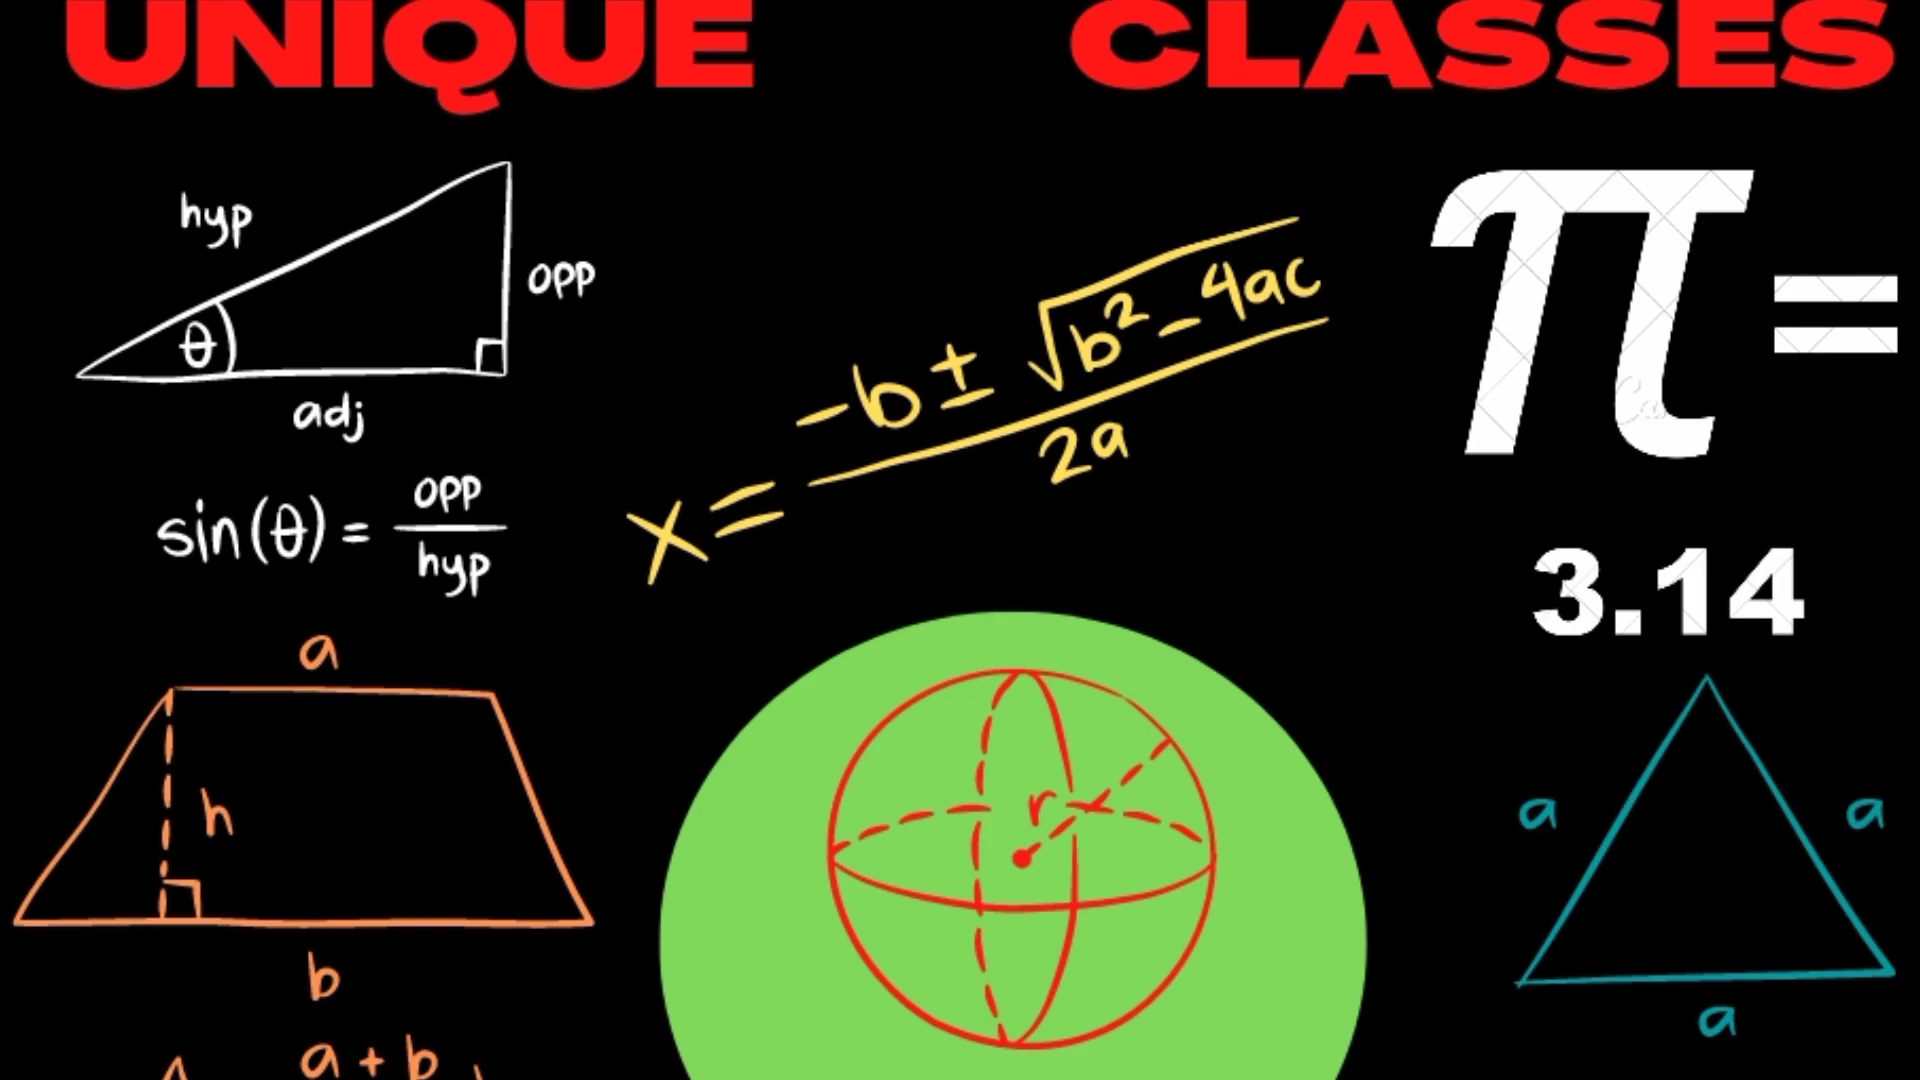 UNIQUE CLASSES
hyp
opp
θ
adj
sin(θ) = opp/hyp
x = -b ± √b² - 4ac / 2a
π =
3.14
a
h
b
a + b
r
a
a
a